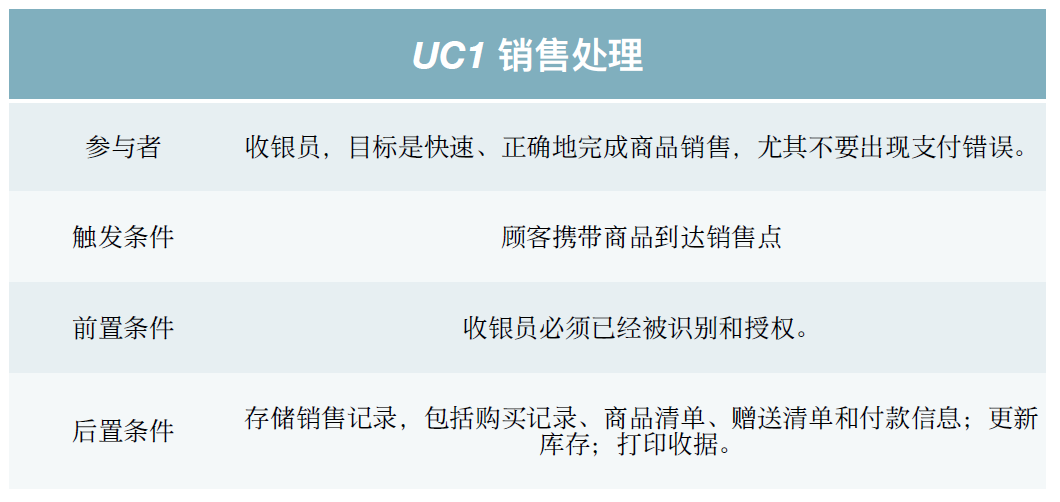 UC1 销售处理
参与者
收银员，目标是快速、正确地完成商品销售，尤其不要出现支付错误。
触发条件
顾客携带商品到达销售点
前置条件
收银员必须已经被识别和授权。
后置条件
存储销售记录，包括购买记录、商品清单、赠送清单和付款信息；更新
库存；打印收据。